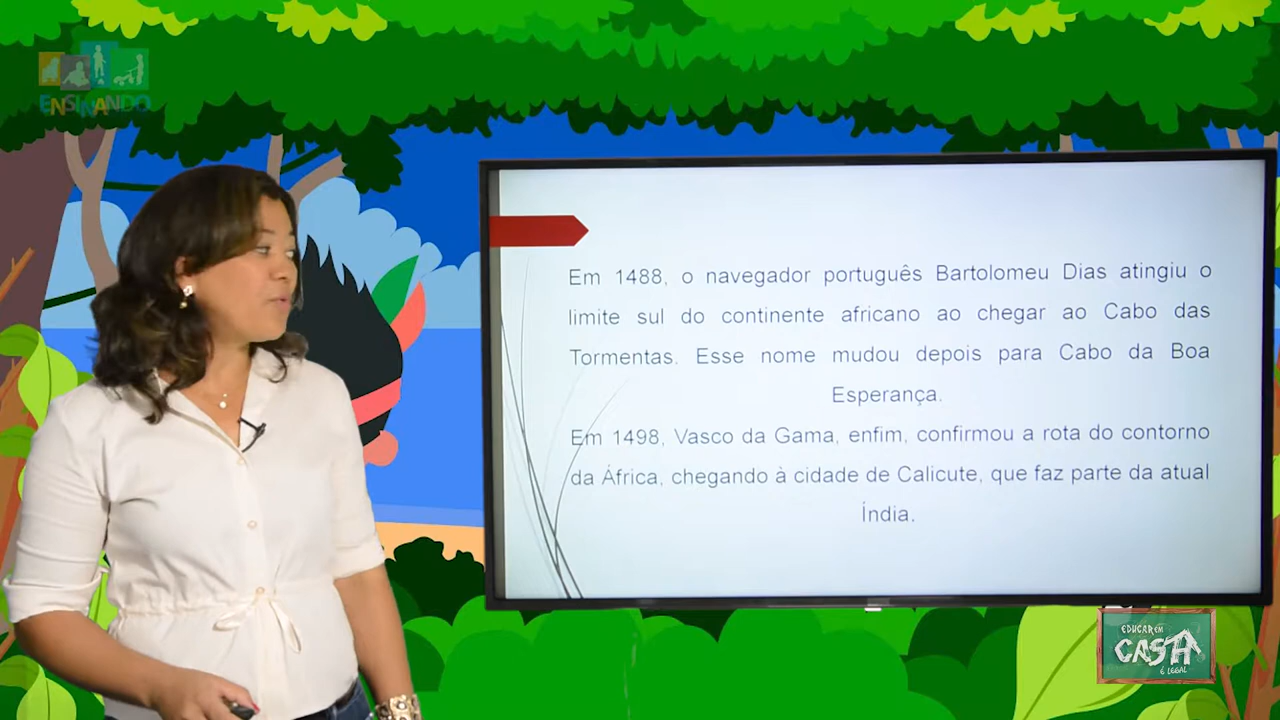 ENSINANDO
Em 1488, o navegador português Bartolomeu Dias atingiu o
limite sul do continente africano ao chegar ao Cabo das
Tormentas. Esse nome mudou depois para Cabo da Boa
Esperança.
Em 1498, Vasco da Gama, enfim, confirmou a rota do contorno
da África, chegando à cidade de Calicute, que faz parte da atual
Índia.
EDUCAR EM
CASA
É LEGAL